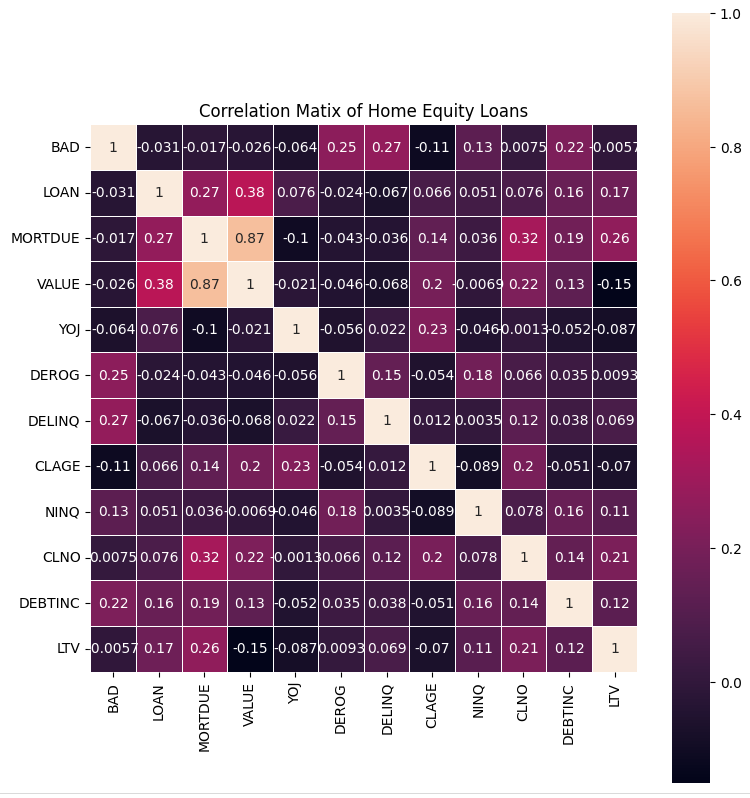 Correlation Matix of Home Equity Loans
BAD 1 -0.031 -0.017 -0.026 -0.064 0.25 0.27 -0.11 0.13 0.0075 0.22 -0.0057
LOAN -0.031 1 0.27 0.38 0.076 -0.024 -0.067 0.066 0.051 0.076 0.16 0.17
MORTDUE -0.017 0.27 1 0.87 -0.1 -0.043 -0.036 0.14 0.036 0.32 0.19 0.26
VALUE -0.026 0.38 0.87 1 -0.021 -0.046 -0.068 0.2 -0.0069 0.22 0.13 -0.15
YOJ -0.064 0.076 -0.1 -0.021 1 -0.056 0.022 0.23 -0.046 -0.0013 -0.052 -0.087
DEROG 0.25 -0.024 -0.043 -0.046 -0.056 1 0.15 -0.054 0.18 0.066 0.035 0.0093
DELINQ 0.27 -0.067 -0.036 -0.068 0.022 0.15 1 0.012 0.0035 0.12 0.038 0.069
CLAGE -0.11 0.066 0.14 0.2 0.23 -0.054 0.012 1 -0.089 0.2 -0.051 -0.07
NINQ 0.13 0.051 0.036 -0.0069 -0.046 0.18 0.0035 -0.089 1 0.078 0.16 0.11
CLNO 0.0075 0.076 0.32 0.22 -0.0013 0.066 0.12 0.2 0.078 1 0.14 0.21
DEBTINC 0.22 0.16 0.19 0.13 -0.052 0.035 0.038 -0.051 0.16 0.14 1 0.12
LTV -0.0057 0.17 0.26 -0.15 -0.087 0.0093 0.069 -0.07 0.11 0.21 0.12 1
BAD LOAN MORTDUE VALUE YOJ DEROG DELINQ CLAGE NINQ CLNO DEBTINC LTV
1.0
0.8
0.6
0.4
0.2
0.0